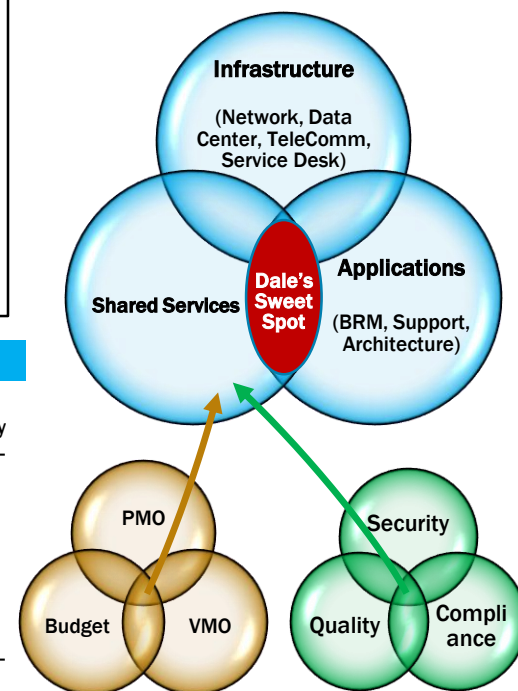 Infrastructure
(Network, Data
Center, TeleComm,
Service Desk)
Shared Services
Dale's
Sweet
Spot
Applications
(BRM, Support,
Architecture)
y
PMO
Budget
VMO
Security
Quality
Compli
ance